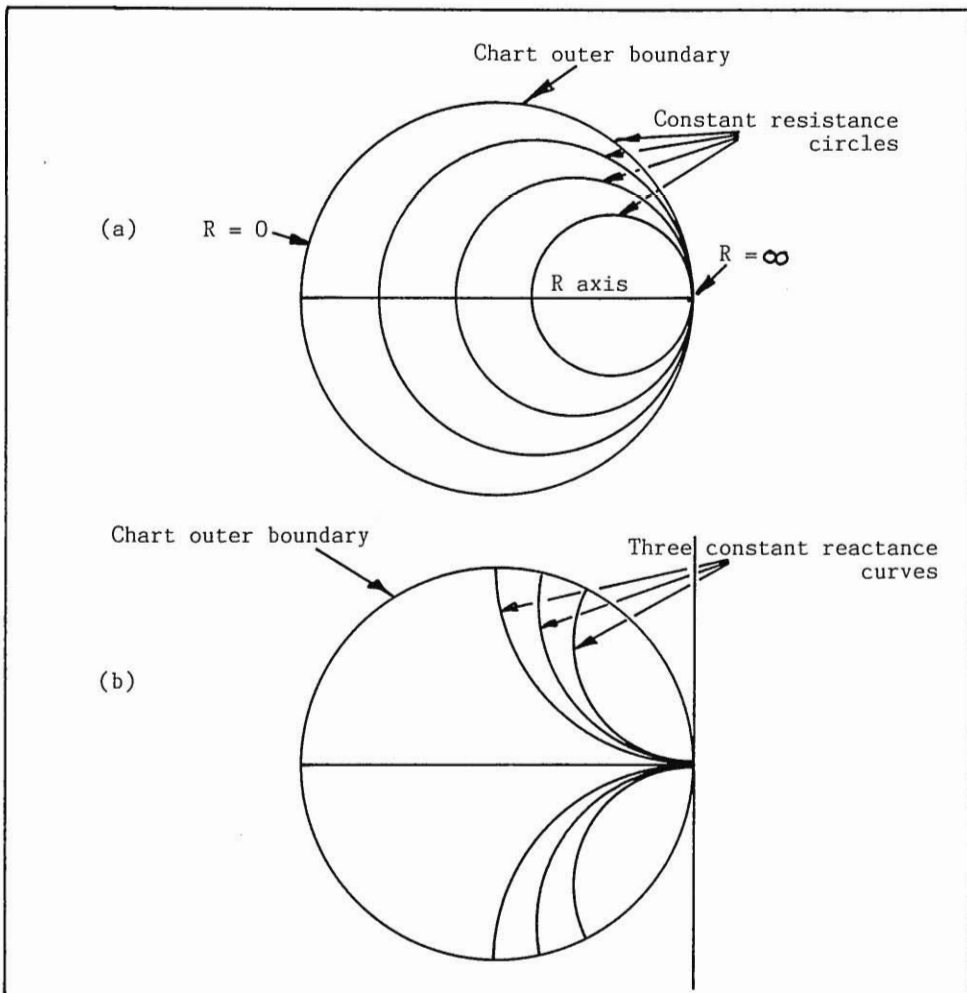 Chart outer boundary
Constant resistance
circles
(a)
R = 0
R = ∞
R axis
Chart outer boundary
Three constant reactance
curves
(b)